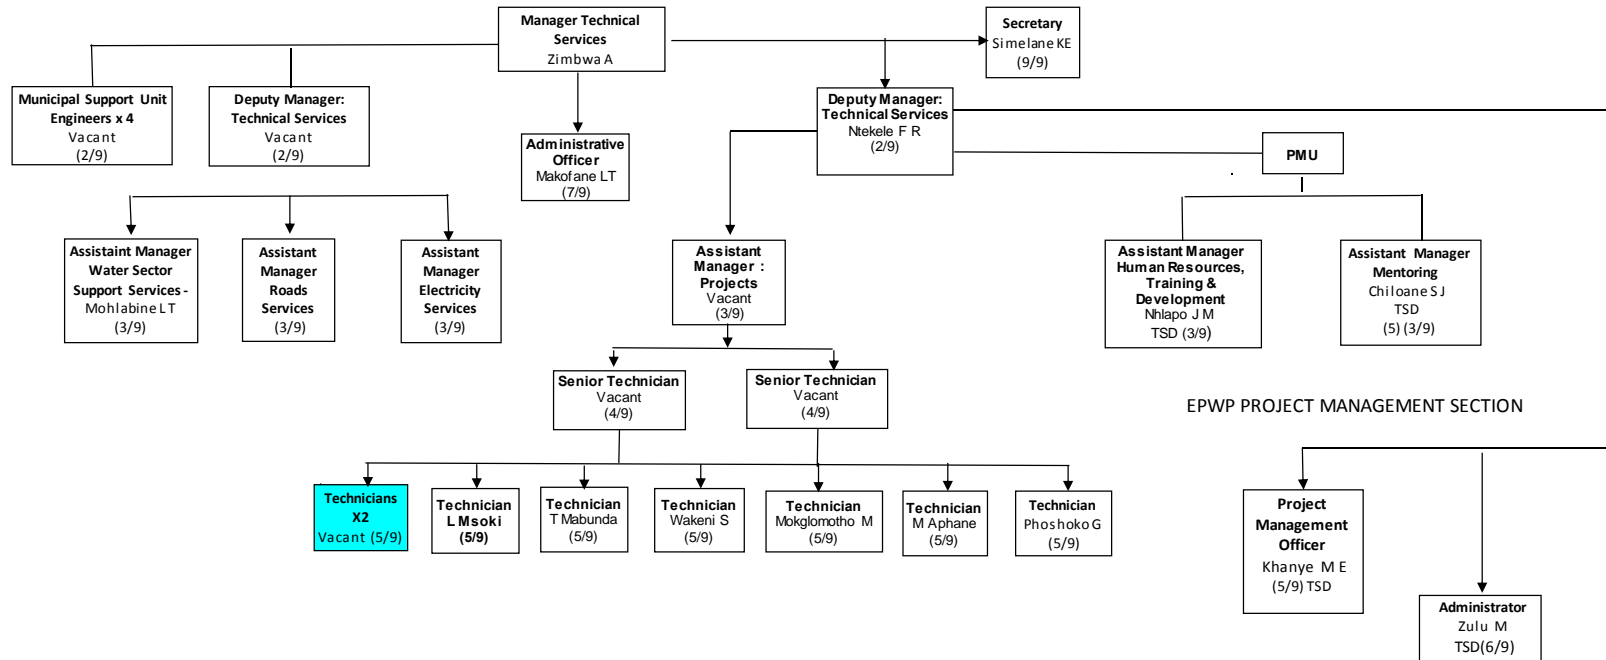 Manager Technical
Services
Zimbwa A
Secretary
Simelane KE
(9/9)
Municipal Support Unit
Engineers x 4
Vacant
(2/9)
Deputy Manager:
Technical Services
Vacant
(2/9)
Administrative
Officer
Makofane LT
(7/9)
Deputy Manager:
Technical Services
Ntekele F R
(2/9)
PMU
Assistaint Manager
Water Sector
Support Services -
Mohlabine LT
(3/9)
Assistant
Manager
Roads
Services
(3/9)
Assistant
Manager
Electricity
Services
(3/9)
Assistant
Manager :
Projects
Vacant
(3/9)
Assistant Manager
Human Resources,
Training &
Development
Nhlapo J M
TSD (3/9)
Assistant Manager
Mentoring
Chiloane S J
TSD
(5) (3/9)
Senior Technician
Vacant
(4/9)
Senior Technician
Vacant
(4/9)
EPWP PROJECT MANAGEMENT SECTION
Technicians
X2
Vacant (5/9)
Technician
L Msoki
(5/9)
Technician
T Mabunda
(5/9)
Technician
Wakeni S
(5/9)
Technician
Mokglomotho M
(5/9)
Technician
M Aphane
(5/9)
Technician
Phoshoko G
(5/9)
Project
Management
Officer
Khanye M E
(5/9) TSD
Administrator
Zulu M
TSD(6/9)